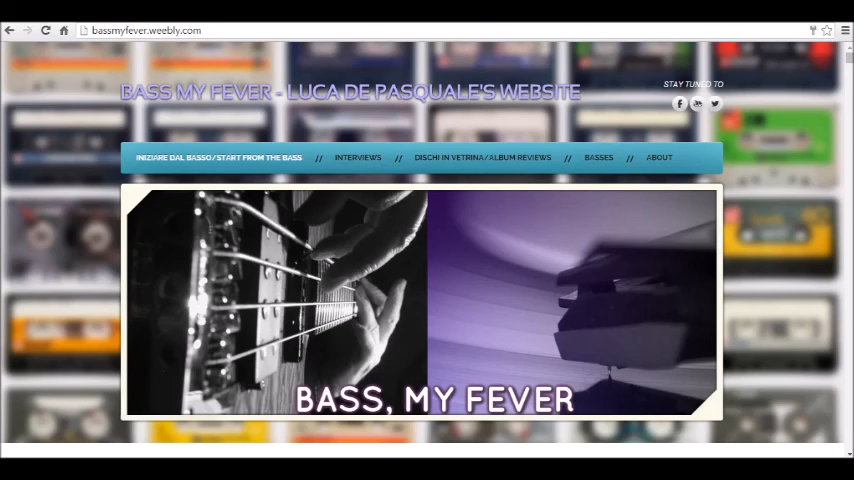 bassmyfever.weebly.com
BASS MY FEVER - LUCA DE PASQUALE'S WEBSITE
STAY TUNED TO
INIZIARE DAL BASSO/START FROM THE BASS // INTERVIEWS // DISCHI IN VETRINA/ALBUM REVIEWS // BASSES // ABOUT
BASS, MY FEVER